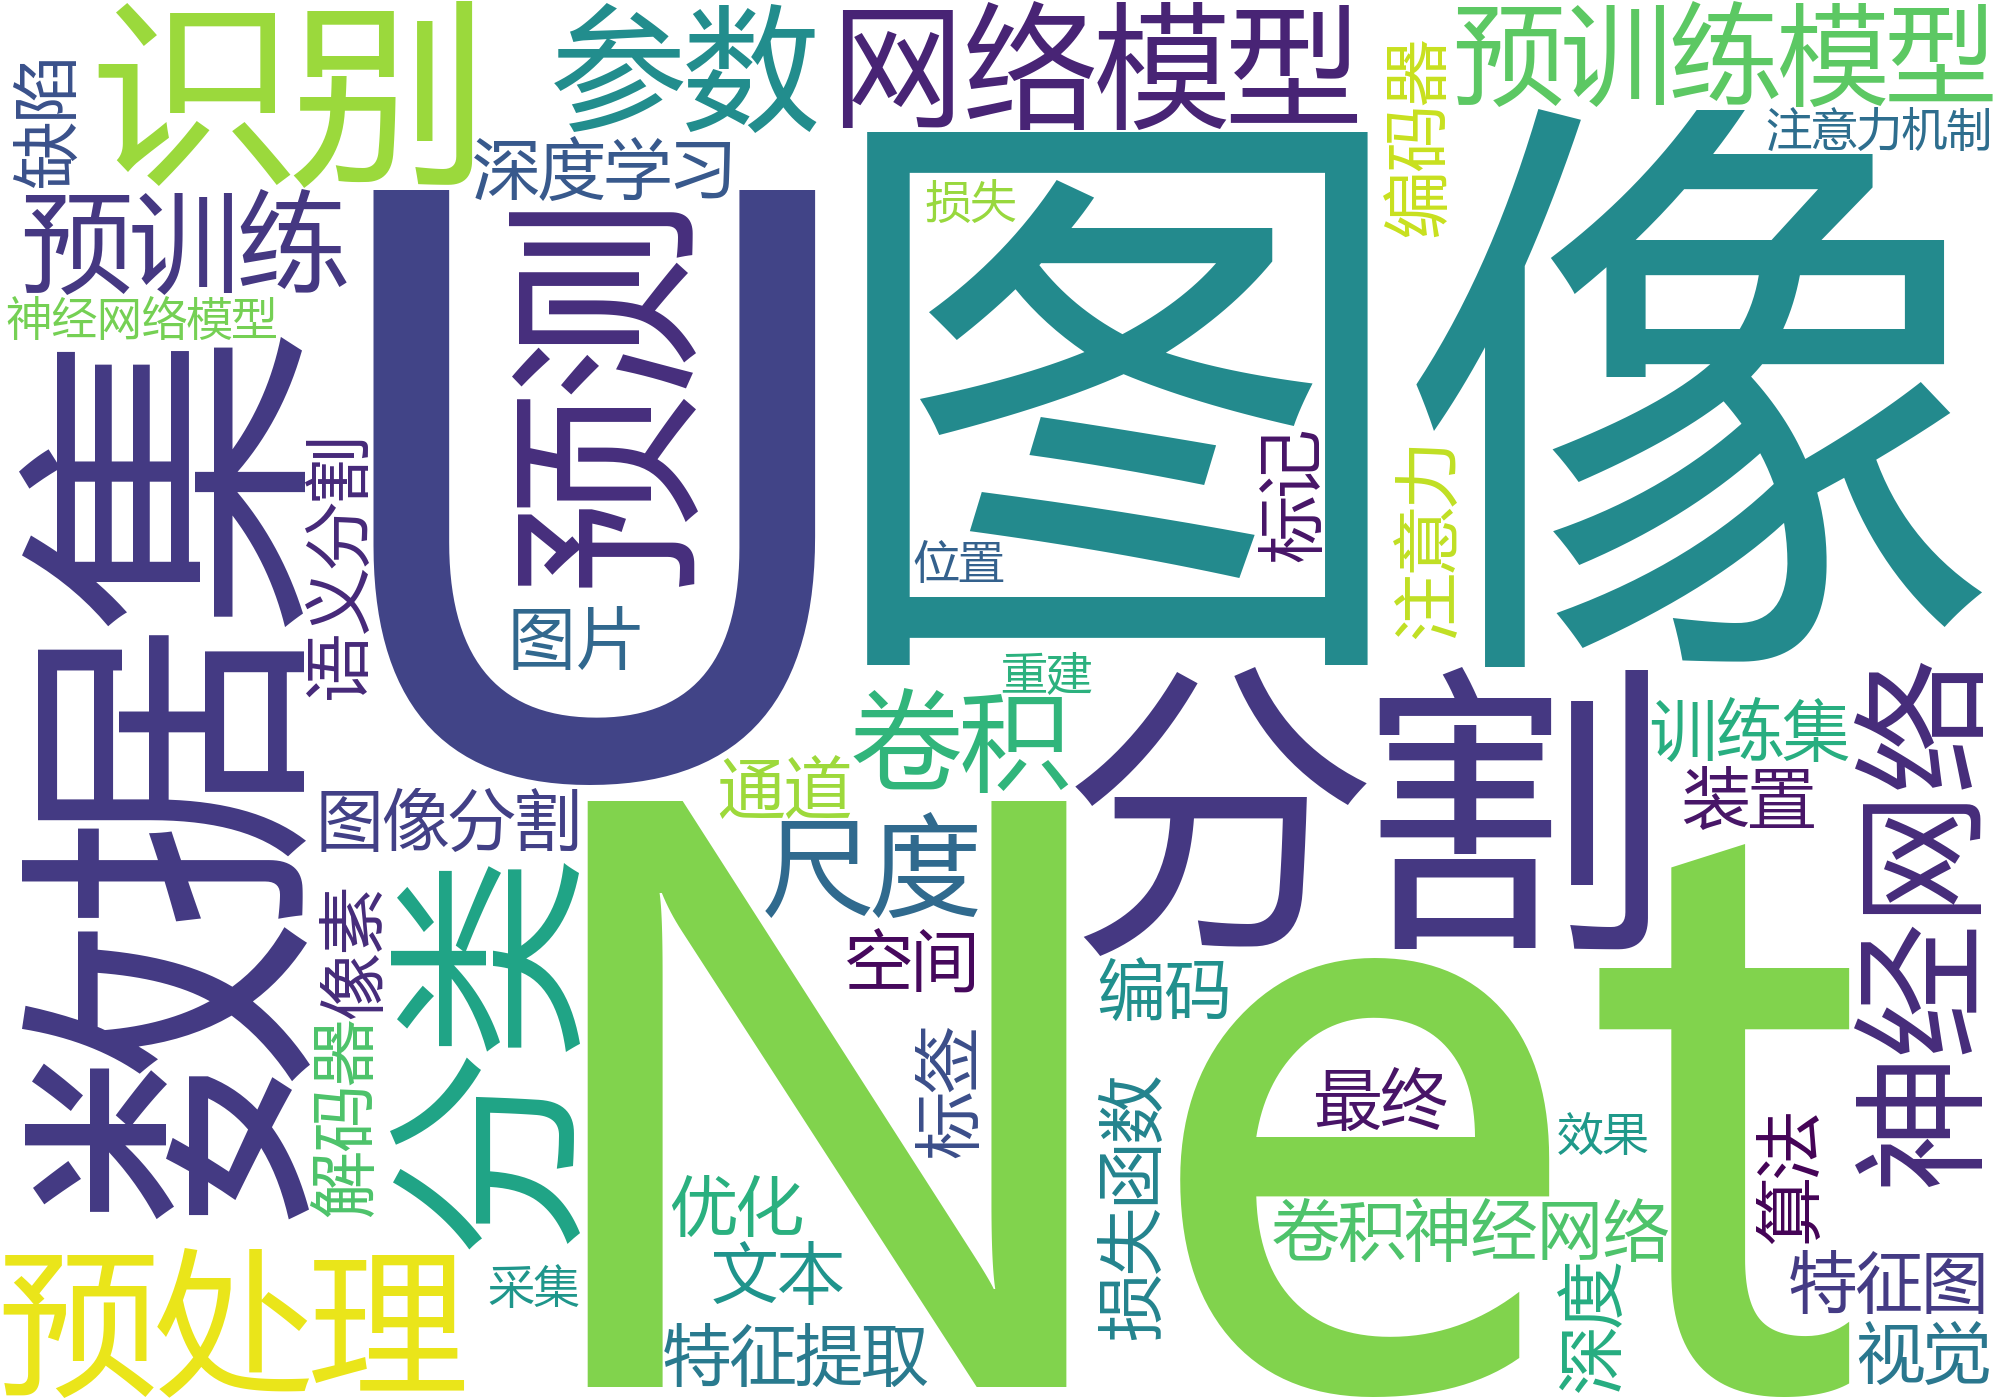 识别
参数
网络模型
预训练模型
缺陷
深度学习
编码器
注意力机制
预训练
损失
图像
U
预测
神经网络模型
数据集
语义分割
标记
注意力
位置
图片
重建
卷积
分割
训练集
神经网络
通道
装置
图像分割
Net
尺度
分类
像素
空间
编码
解码器
标签
最终
损失函数
效果
算法
优化
卷积神经网络
文本
预处理
采集
深度
特征图
特征提取
视觉